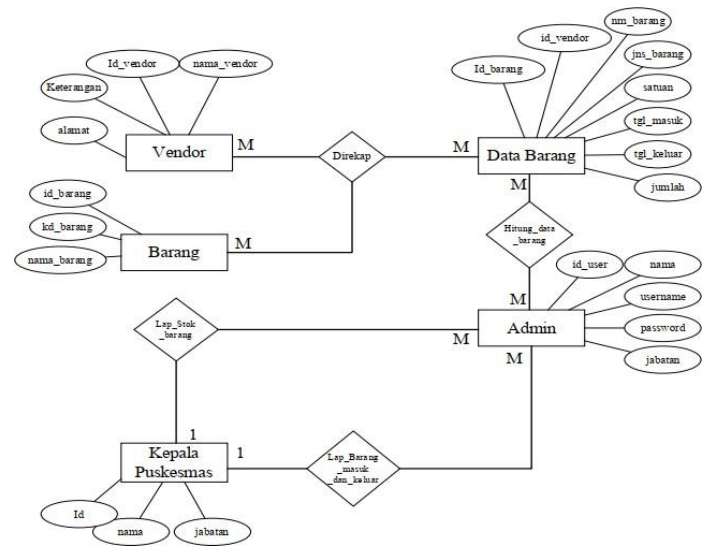 nm_barang
id_vendor
Id_vendor
nama_vendor
jns_barang
Id_barang
Keterangan
satuan
alamat
tgl_masuk
Vendor
M
Direkap
M
Data Barang
tgl_keluar
M
jumlah
id_barang
kd_barang
nama_barang
Barang
M
Hitung_data
_barang
id_user
nama
M
username
Lap_Stok
_barang
M
Admin
password
M
jabatan
1
Kepala
Puskesmas
1
Lap_Barang
_masuk
_dan_keluar
Id
nama
jabatan